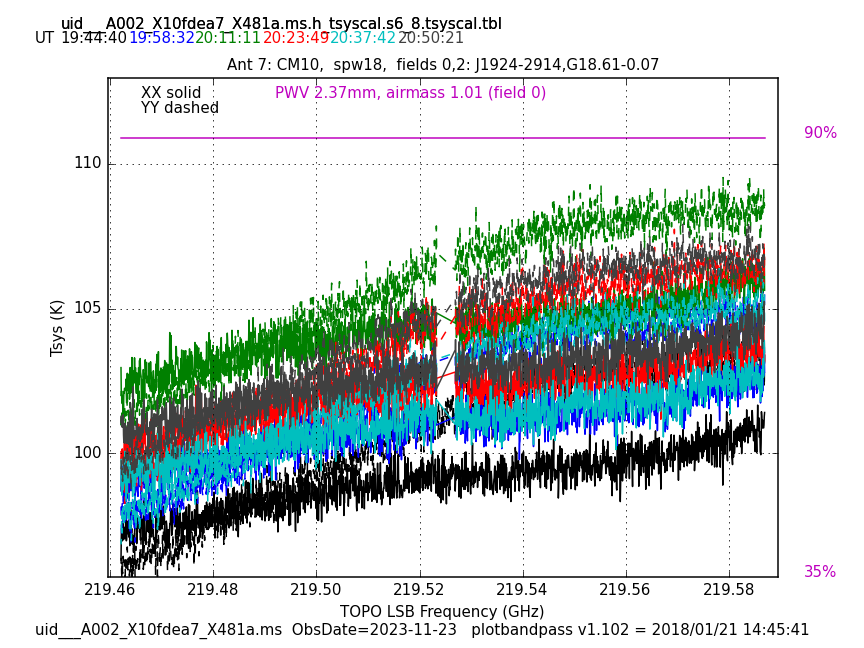 uid___A002_X10fdea7_X481a.ms.h_tsyscal.s6_8.tsyscal.tbl
UT 19:44:40 19:58:32 20:11:11 20:23:49 20:37:42 20:50:21
Ant 7: CM10,  spw18,  fields 0,2: J1924-2914,G18.61-0.07
XX solid PWV 2.37mm, airmass 1.01 (field 0)
YY dashed
90%
110
105
100
Tsys (K)
35%
219.46 219.48 219.50 219.52 219.54 219.56 219.58
TOPO LSB Frequency (GHz)
uid___A002_X10fdea7_X481a.ms  ObsDate=2023-11-23   plotbandpass v1.102 = 2018/01/21 14:45:41